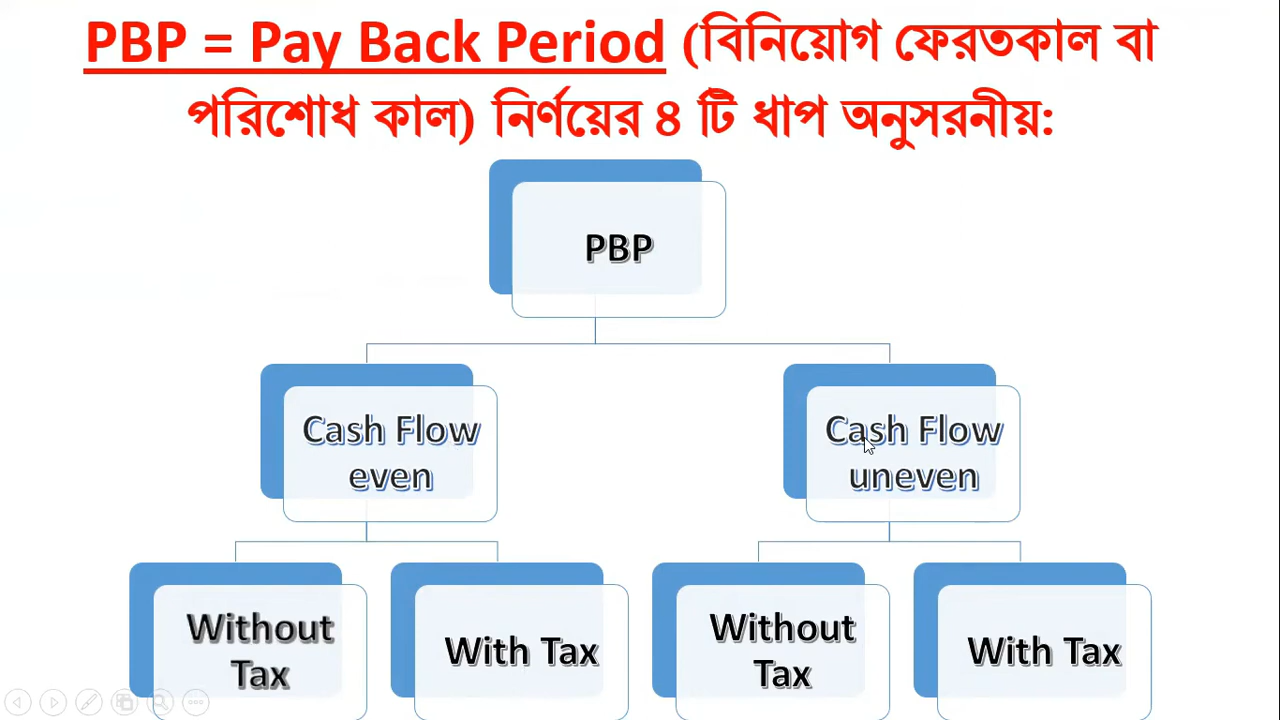 PBP = Pay Back Period (বিনিয়োগ ফেরতকাল বা
পরিশোধ কাল) নির্ণয়ের ৪ টি ধাপ অনুসরনীয়:
PBP
Cash Flow
even
Cash Flow
uneven
Without
Tax
With Tax
Without
Tax
With Tax